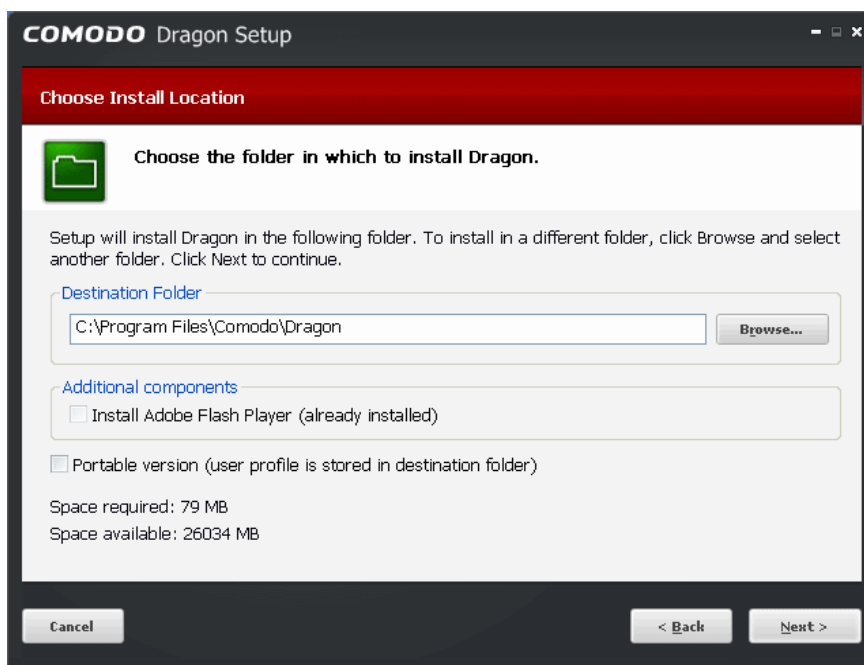 COMODO Dragon Setup
Choose Install Location
Choose the folder in which to install Dragon.
Setup will install Dragon in the following folder. To install in a different folder, click Browse and select
another folder. Click Next to continue.
Destination Folder
C:\Program Files\Comodo\Dragon
Browse...
Additional components
Install Adobe Flash Player (already installed)
Portable version (user profile is stored in destination folder)
Space required: 79 MB
Space available: 26034 MB
Cancel
< Back
Next >